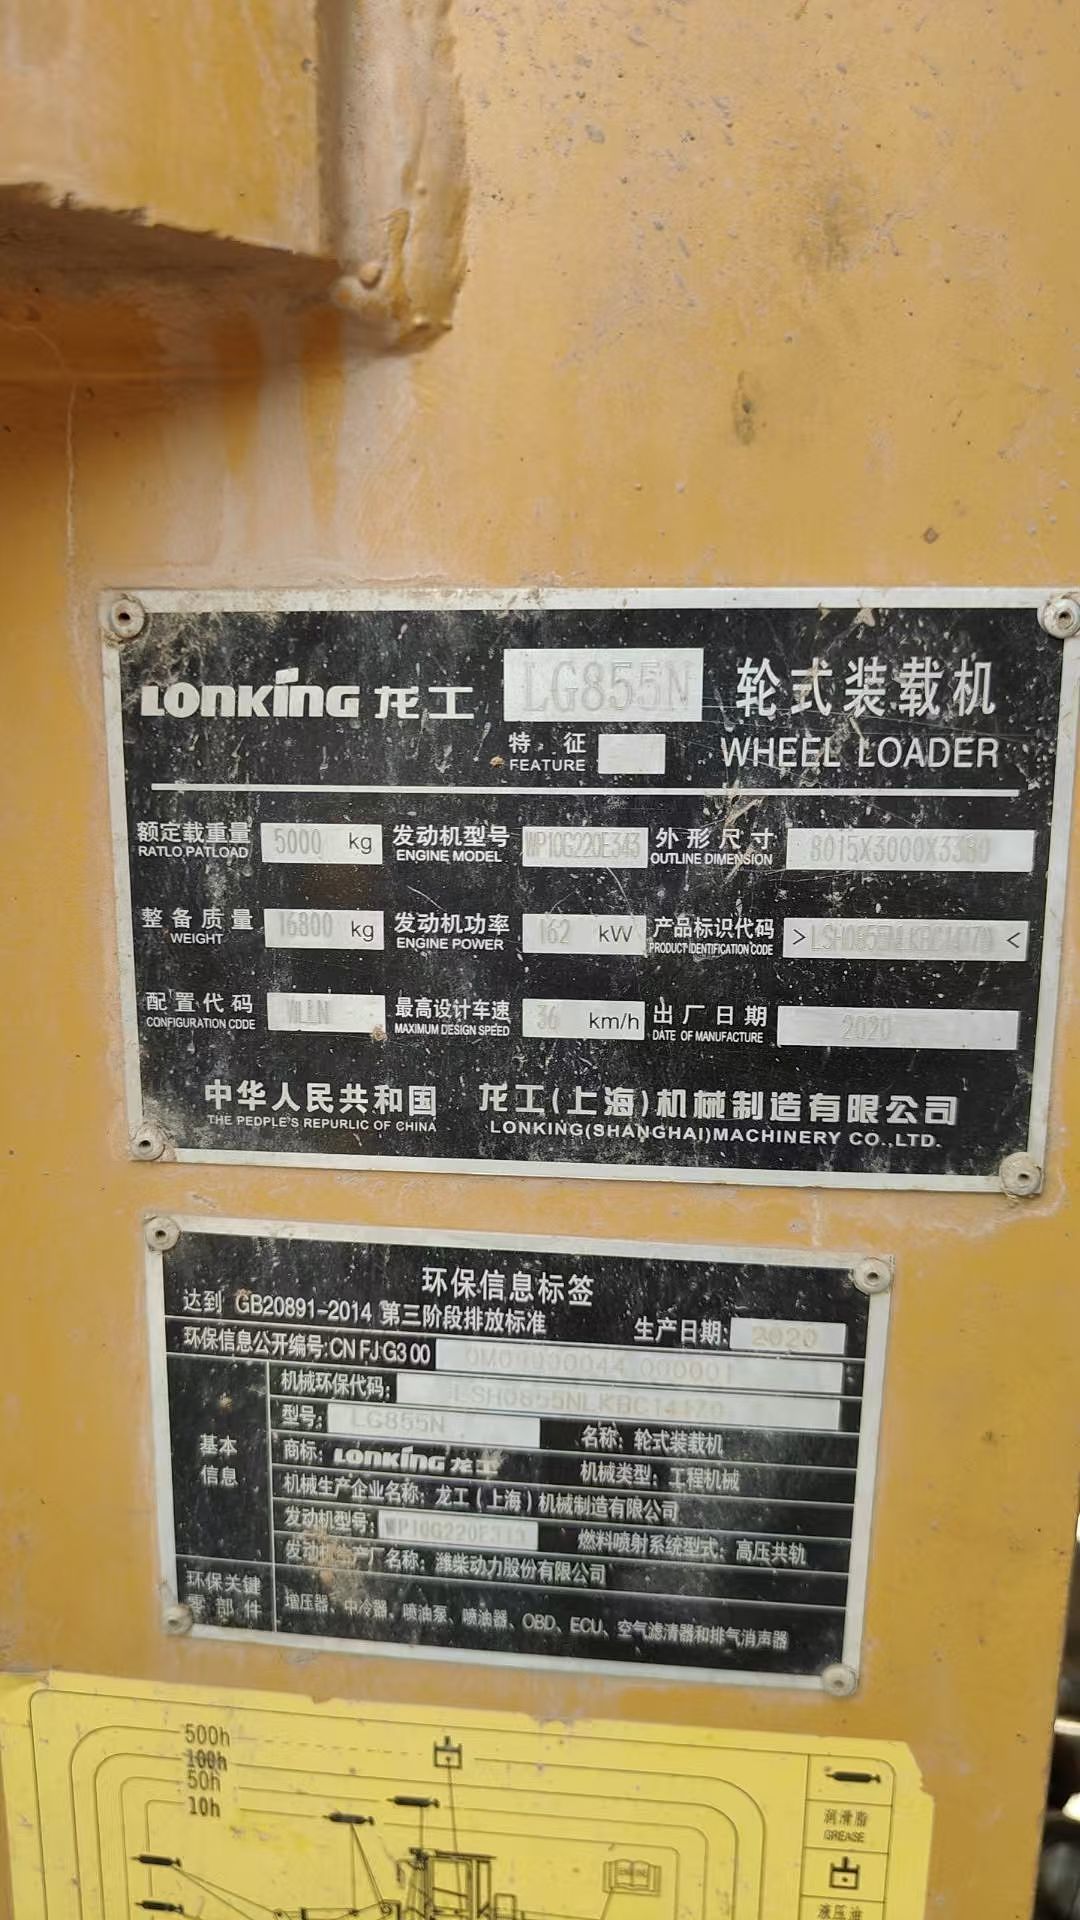 LONKING 龙工 LG855N 轮式装载机
特 征
FEATURE
WHEEL LOADER
额定载重量 5000 kg 发动机型号 WP10G220E343 外形尺寸 8015X3000X3380
RATLO,PATLOAD ENGINE MODEL OUTLINE DIMENSION
整备质量 16800 kg 发动机功率 162 kW 产品标识代码 > LSH0855NLKBC14170 <
WEIGHT ENGINE POWER PRODUCT IDENTIFICATION CODE
配置代码 最高设计车速 36 km/h 出厂日期 2020
CONFIGURATION CDDE MAXIMUM DESIGN SPEED DATE OF MANUFACTURE
中华人民共和国 龙工(上海)机械制造有限公司
THE PEDPLE'S REPURLIC OF CHINA LONKING(SHANGHAI)MACHINERY CO.,LTD.
环保信息标签
达到 GB20891-2014 第三阶段排放标准 生产日期: 2020
环保信息公开编号: CN FJ G3 00 000001
机械环保代码: LSH0855NLKBC14170
基本信息
型号: LG855N 名称: 轮式装载机
商标: LONKING 龙工 机械类型: 工程机械
机械生产企业名称: 龙工(上海)机械制造有限公司
发动机型号: WP10G220E343 燃料喷射系统型式: 高压共轨
发动机生产厂名称: 潍柴动力股份有限公司
环保关键零部件 增压器、中冷器、喷油泵、喷油器、OBD、ECU、空气滤清器和排气消声器
500h
100h
50h
10h
润滑脂
GREASE
液压油